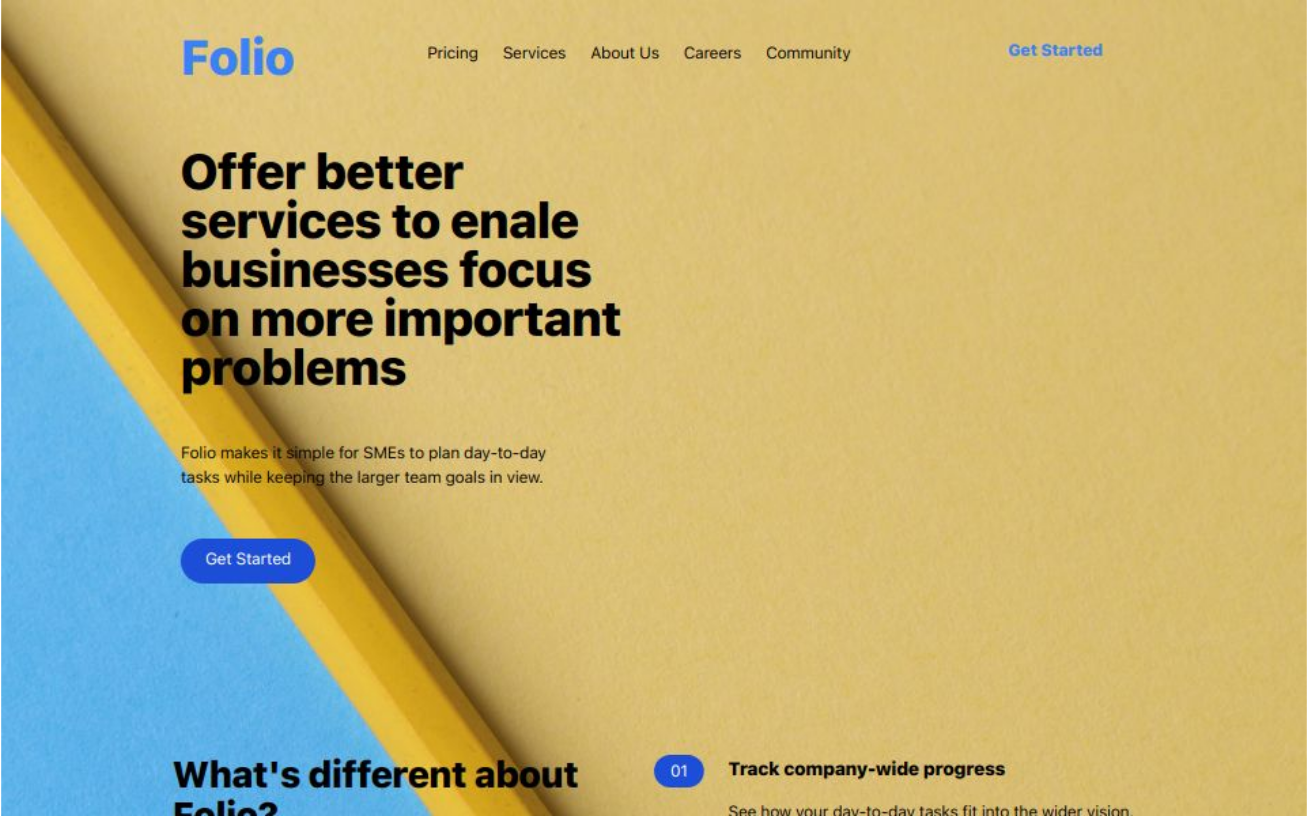 Folio
Pricing Services About Us Careers Community
Get Started
Offer better
services to enale
businesses focus
on more important
problems
Folio makes it simple for SMEs to plan day-to-day
tasks while keeping the larger team goals in view.
Get Started
What's different about
Folio?
01
Track company-wide progress
See how your day-to-day tasks fit into the wider vision.